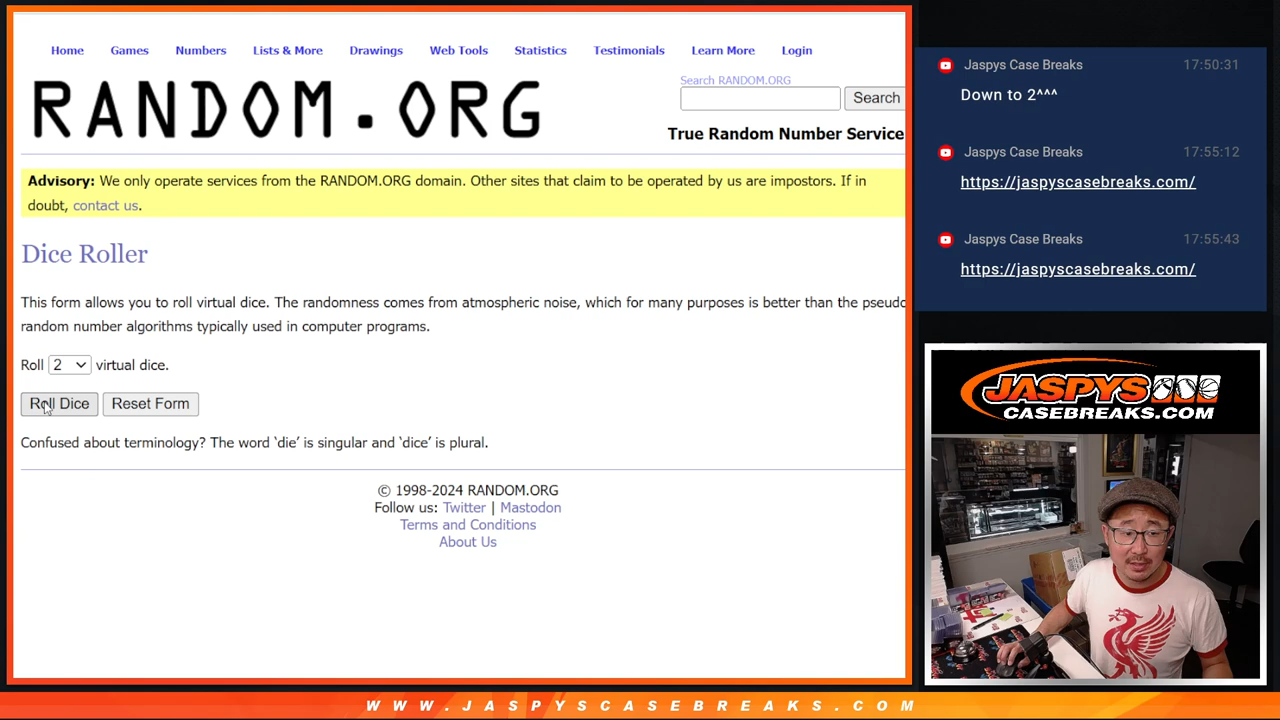 Home Games Numbers Lists & More Drawings Web Tools Statistics Testimonials Learn More Login
RANDOM.ORG
Search RANDOM.ORG
Search
True Random Number Service
Advisory: We only operate services from the RANDOM.ORG domain. Other sites that claim to be operated by us are impostors. If in
doubt, contact us.
Dice Roller
This form allows you to roll virtual dice. The randomness comes from atmospheric noise, which for many purposes is better than the pseudo
random number algorithms typically used in computer programs.
Roll 2 virtual dice.
Roll Dice Reset Form
Confused about terminology? The word ‘die’ is singular and ‘dice’ is plural.
© 1998-2024 RANDOM.ORG
Follow us: Twitter | Mastodon
Terms and Conditions
About Us
Jaspys Case Breaks 17:50:31
Down to 2^^^
Jaspys Case Breaks 17:55:12
https://jaspyscasebreaks.com/
Jaspys Case Breaks 17:55:43
https://jaspyscasebreaks.com/
JASPYS
CASEBREAKS.COM
WWW.JASPYSCASEBREAKS.COM